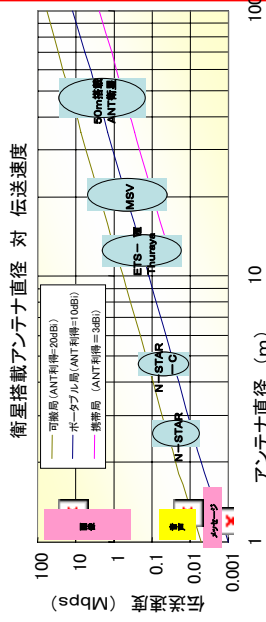 衛星搭載アンテナ直径 対 伝送速度
可搬局(ANT利得=20dBi)
ポータブル局(ANT利得=10dBi)
携帯局 (ANT利得=3dBi)
伝送速度 (Mbps)
100
10
1
0.1
0.01
0.001
音声
メッセージ
N-STAR
N-STAR
-C
ETS-Ⅷ
Thuraya
MSV
50m搭載
ANT衛星
1
10
100
アンテナ直径 (m)